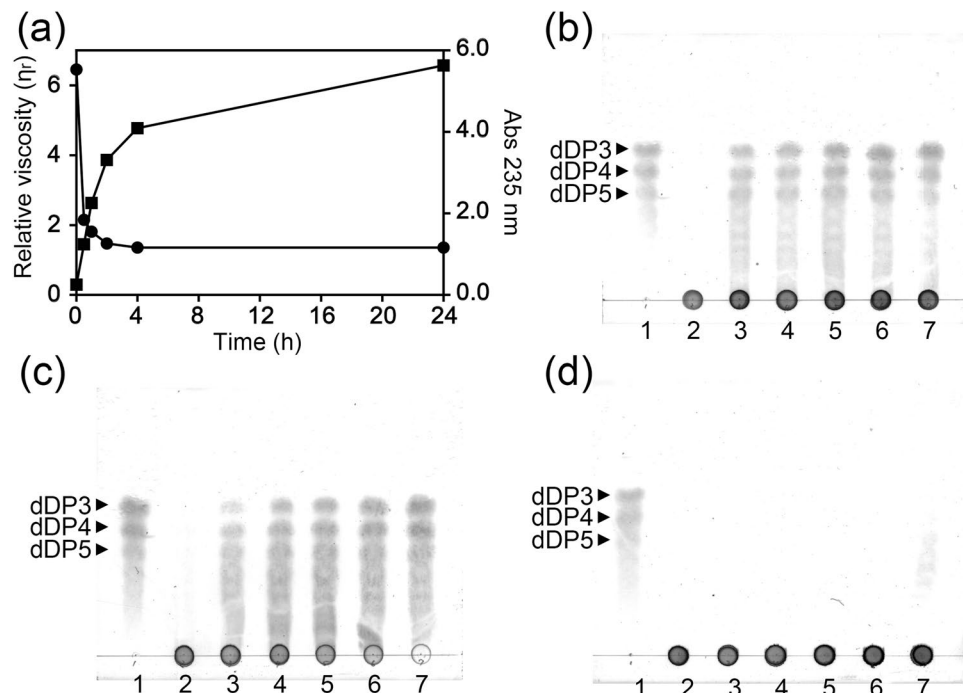 (a)
Relative viscosity (ηr)
6
4
2
0
6.0
4.0
2.0
0.0
Abs 235 nm
0 4 8 12 16 20 24
Time (h)
(b)
dDP3
dDP4
dDP5
1 2 3 4 5 6 7
(c)
dDP3
dDP4
dDP5
1 2 3 4 5 6 7
(d)
dDP3
dDP4
dDP5
1 2 3 4 5 6 7